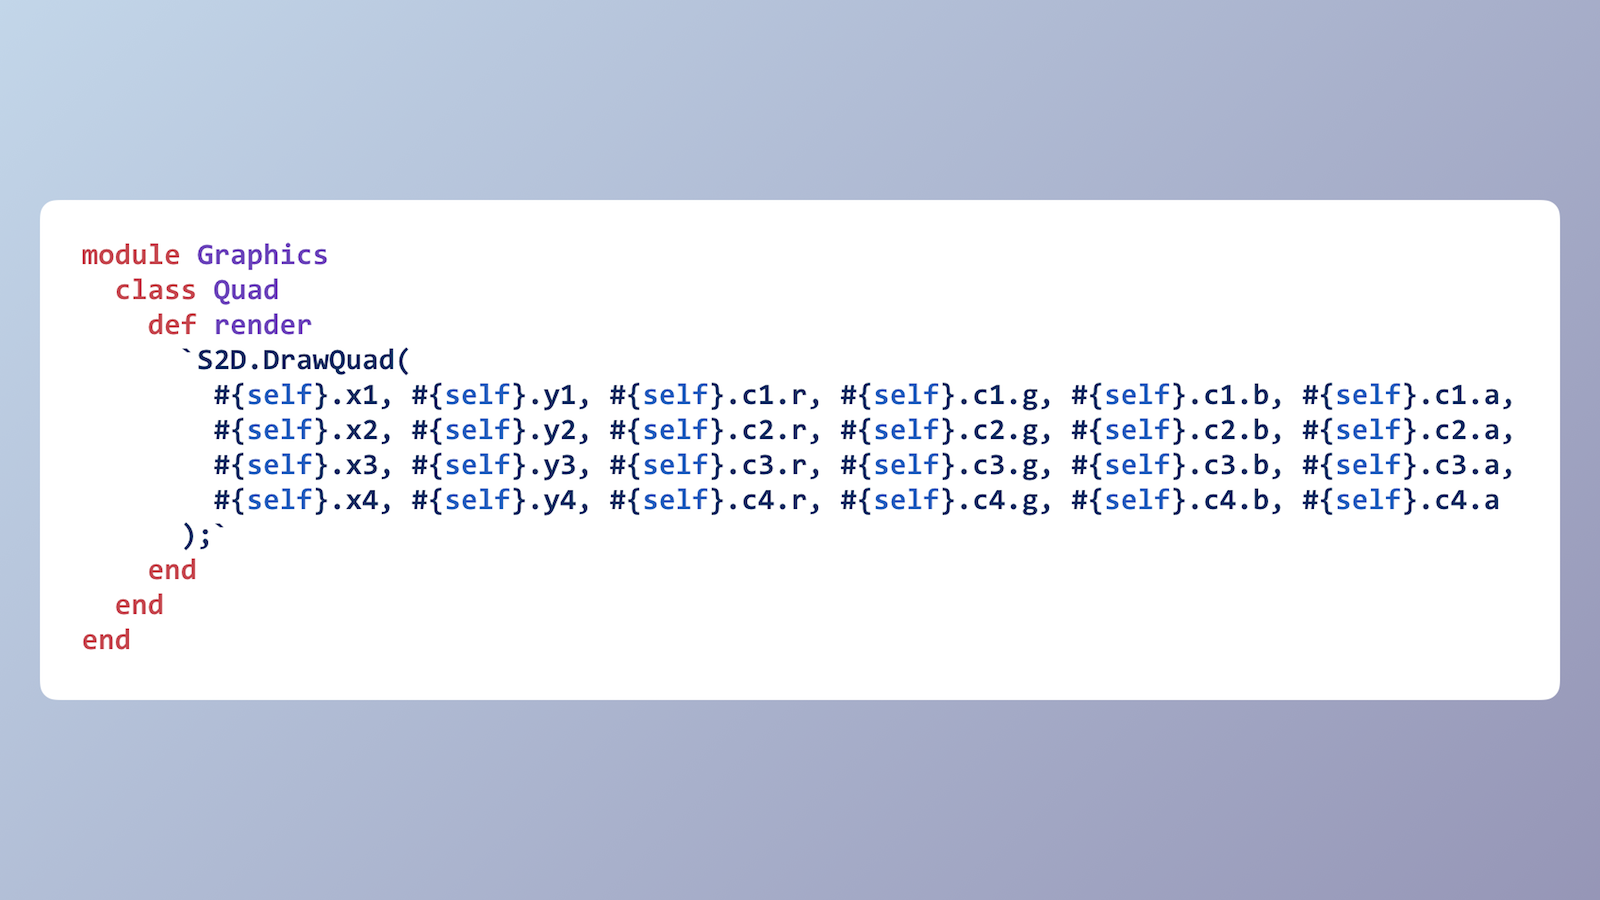 module Graphics
  class Quad
    def render
      `S2D.DrawQuad(
        #{self}.x1, #{self}.y1, #{self}.c1.r, #{self}.c1.g, #{self}.c1.b, #{self}.c1.a,
        #{self}.x2, #{self}.y2, #{self}.c2.r, #{self}.c2.g, #{self}.c2.b, #{self}.c2.a,
        #{self}.x3, #{self}.y3, #{self}.c3.r, #{self}.c3.g, #{self}.c3.b, #{self}.c3.a,
        #{self}.x4, #{self}.y4, #{self}.c4.r, #{self}.c4.g, #{self}.c4.b, #{self}.c4.a
      );`
    end
  end
end